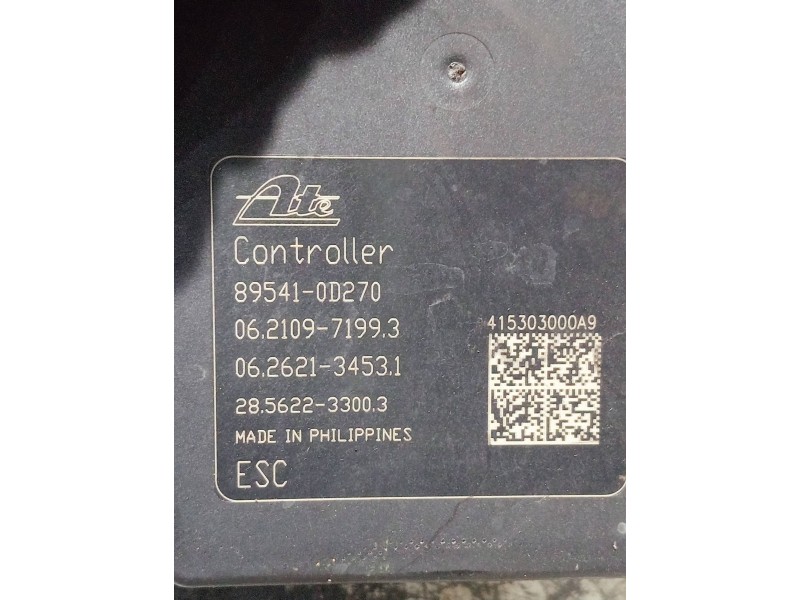 Ate
Controller
89541-0D270
06.2109-7199.3
06.2621-3453.1
28.5622-3300.3
MADE IN PHILIPPINES
ESC
415303000A9